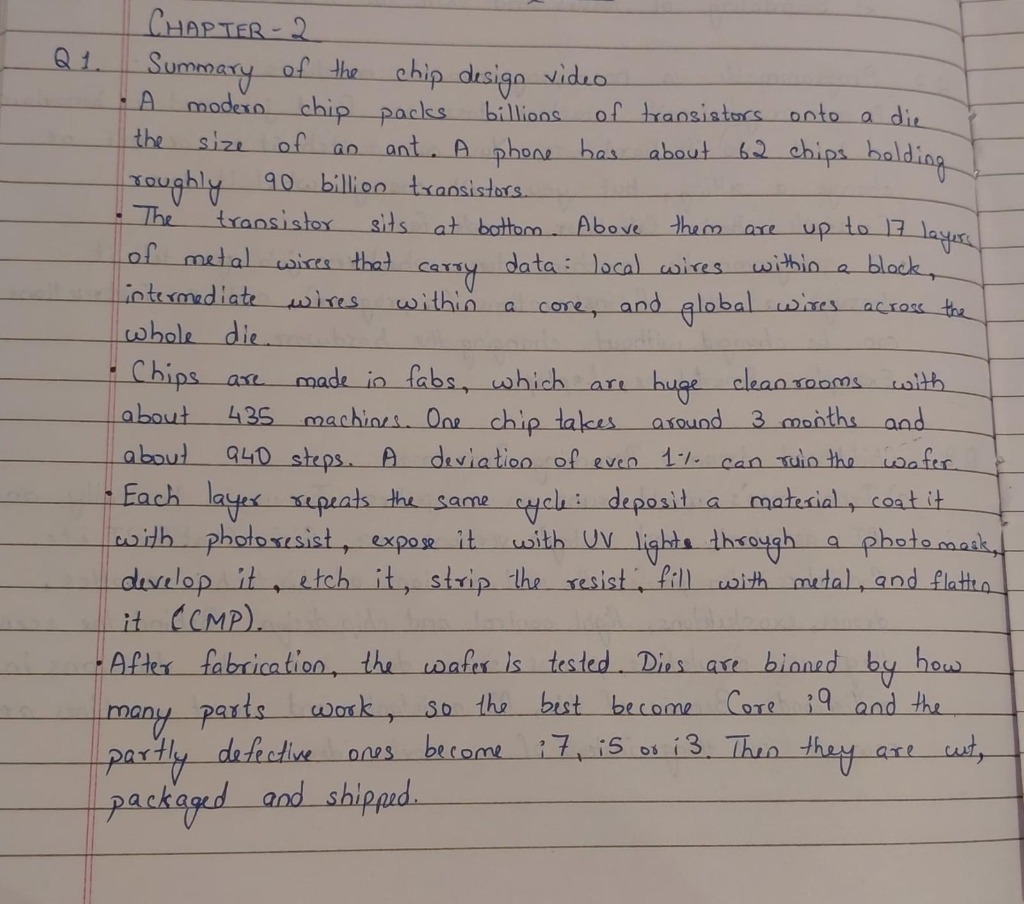 CHAPTER-2
Q1. Summary of the chip design video
• A modern chip packs billions of transistors onto a die
the size of an ant. A phone has about 62 chips holding
roughly 90 billion transistors.
• The transistor sits at bottom. Above them are up to 17 layers
of metal wires that carry data: local wires within a block,
intermediate wires within a core, and global wires across the
whole die.
• Chips are made in fabs, which are huge cleanrooms with
about 435 machines. One chip takes around 3 months and
about 940 steps. A deviation of even 1% can ruin the wafer
• Each layer repeats the same cycle: deposit a material, coat it
with photoresist, expose it with UV lights through a photomask,
develop it, etch it, strip the resist, fill with metal, and flatten
it (CMP).
• After fabrication, the wafer is tested. Dies are binned by how
many parts work, so the best become Core i9 and the
partly defective ones become i7, i5 or i3. Then they are cut,
packaged and shipped.